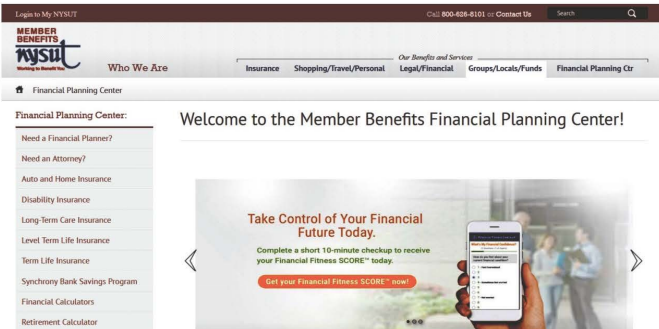 Login to My NYSUT
Call 800-626-8101 or Contact Us
Search
MEMBER
BENEFITS
nysut
Working to Benefit You
Who We Are
Our Benefits and Services
Insurance Shopping/Travel/Personal Legal/Financial Groups/Locals/Funds Financial Planning Ctr
Financial Planning Center
Financial Planning Center:
Need a Financial Planner?
Need an Attorney?
Auto and Home Insurance
Disability Insurance
Long-Term Care Insurance
Level Term Life Insurance
Term Life Insurance
Synchrony Bank Savings Program
Financial Calculators
Retirement Calculator
Welcome to the Member Benefits Financial Planning Center!
Take Control of Your Financial
Future Today.
Complete a short 10-minute checkup to receive
your Financial Fitness SCORE™ today.
Get your Financial Fitness SCORE™ now!